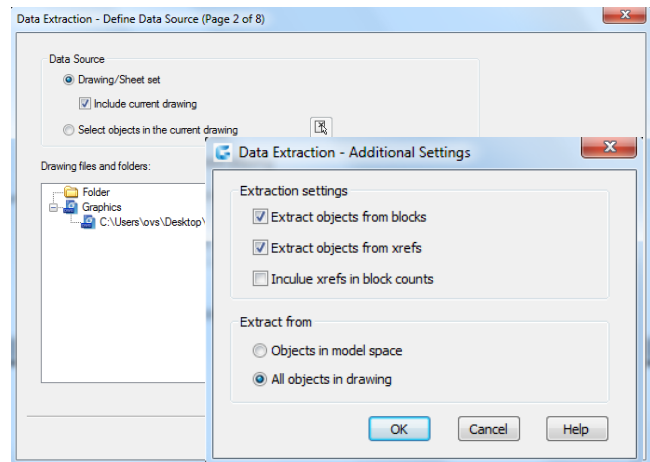 Data Extraction - Define Data Source (Page 2 of 8)
Data Source
Drawing/Sheet set
Include current drawing
Select objects in the current drawing
Drawing files and folders:
Folder
Graphics
C:\Users\ovs\Desktop\
Data Extraction - Additional Settings
Extraction settings
Extract objects from blocks
Extract objects from xrefs
Inculue xrefs in block counts
Extract from
Objects in model space
All objects in drawing
OK Cancel Help